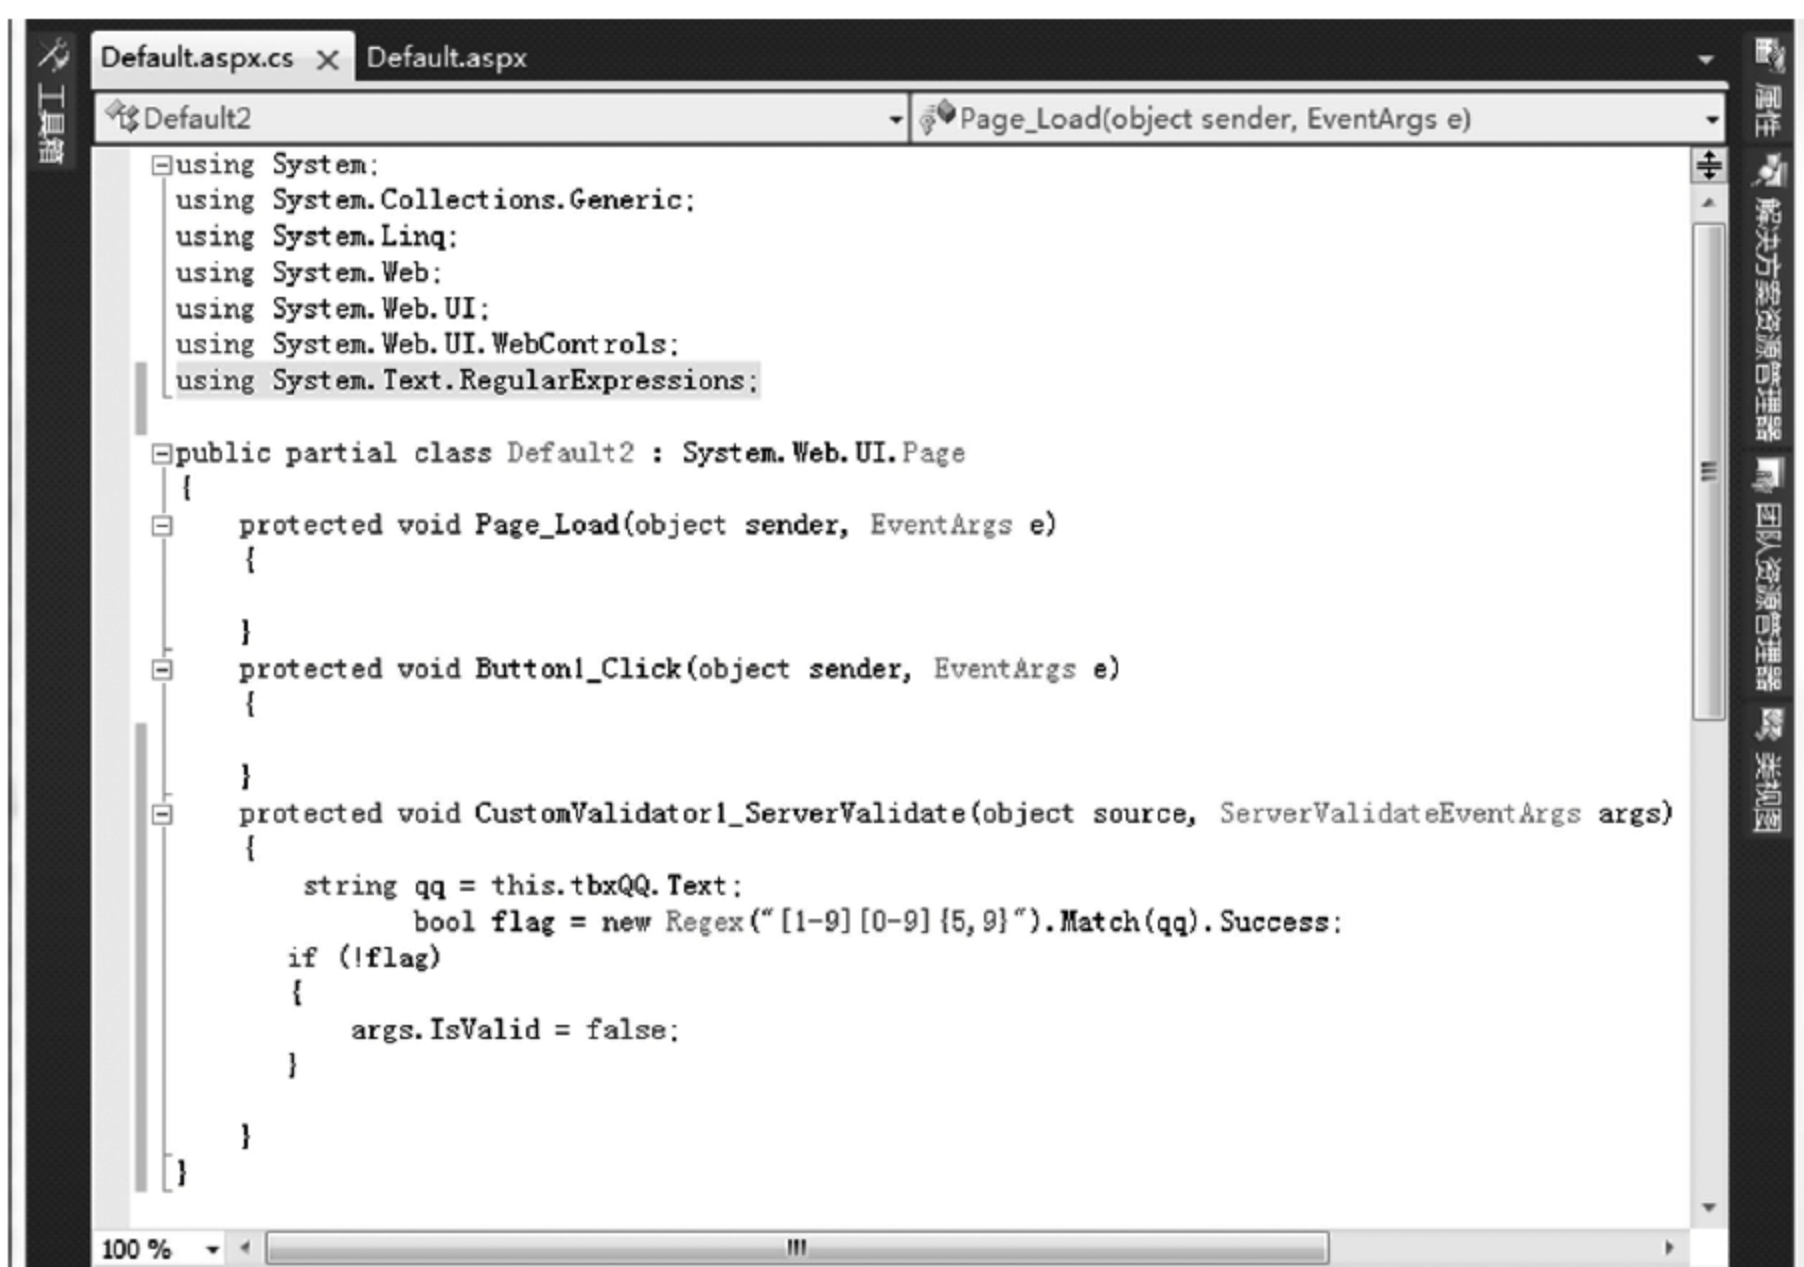 Default.aspx.cs × Default.aspx
工具箱
Default2
Page_Load(object sender, EventArgs e)
using System;
using System.Collections.Generic;
using System.Linq;
using System.Web;
using System.Web.UI;
using System.Web.UI.WebControls;
using System.Text.RegularExpressions;
public partial class Default2 : System.Web.UI.Page
{
protected void Page_Load(object sender, EventArgs e)
{
}
protected void Button1_Click(object sender, EventArgs e)
{
}
protected void CustomValidator1_ServerValidate(object source, ServerValidateEventArgs args)
{
string qq = this.tbxQQ.Text;
bool flag = new Regex("[1-9][0-9]{5,9}").Match(qq).Success;
if (!flag)
{
args.IsValid = false;
}
}
}
100 %
属性
解决方案资源管理器
团队资源管理器
类视图